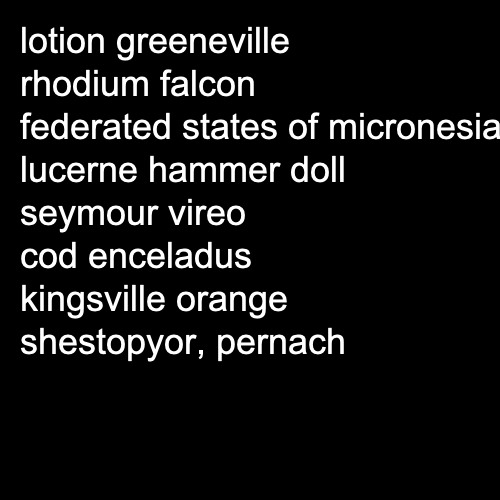 lotion greeneville
rhodium falcon
federated states of micronesia
lucerne hammer doll
seymour vireo
cod enceladus
kingsville orange
shestopyor, pernach